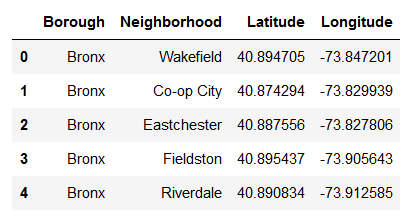 Borough Neighborhood Latitude Longitude
0 Bronx Wakefield 40.894705 -73.847201
1 Bronx Co-op City 40.874294 -73.829939
2 Bronx Eastchester 40.887556 -73.827806
3 Bronx Fieldston 40.895437 -73.905643
4 Bronx Riverdale 40.890834 -73.912585